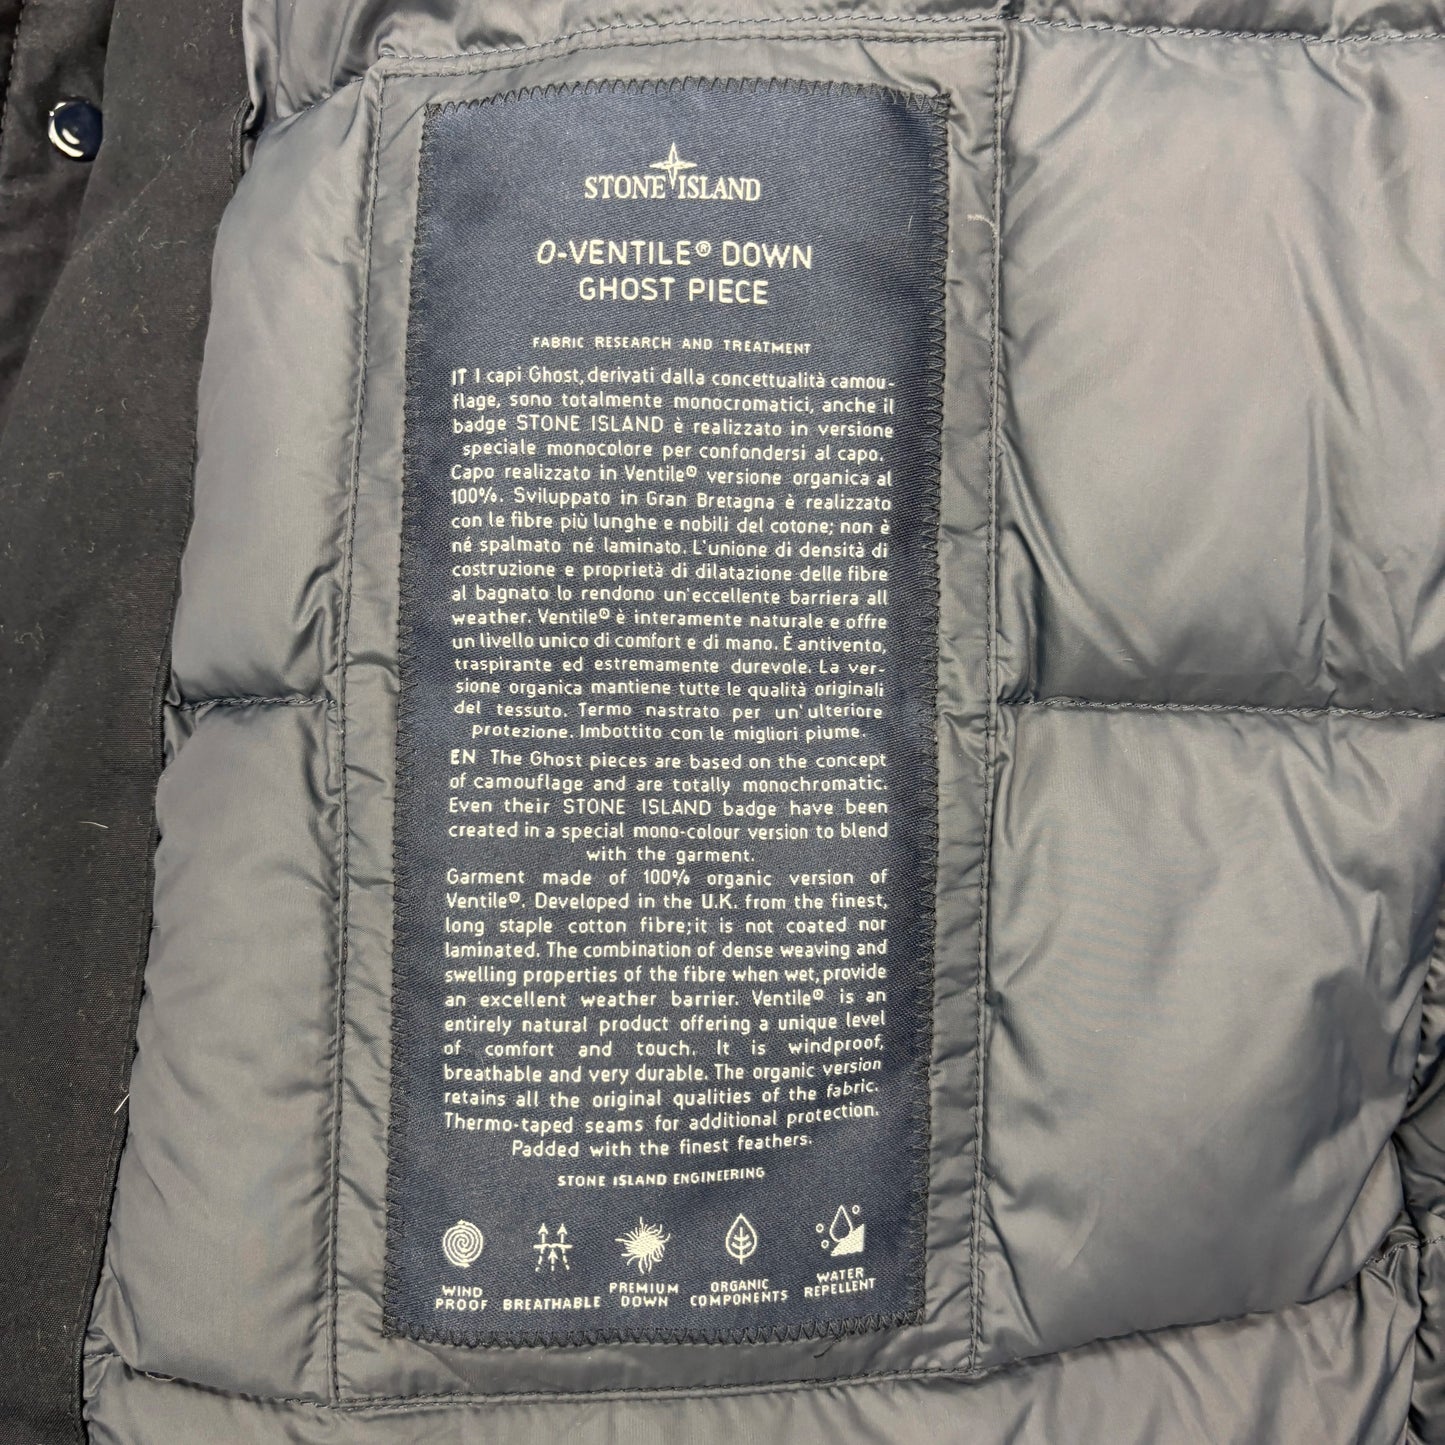 STONE ISLAND
O-VENTILE® DOWN
GHOST PIECE
FABRIC RESEARCH AND TREATMENT
IT I capi Ghost, derivati dalla concettualità camou-
flage, sono totalmente monocromatici, anche il
badge STONE ISLAND è realizzato in versione
speciale monocolore per confondersi al capo.
Capo realizzato in Ventile® versione organica al
100%. Sviluppato in Gran Bretagna è realizzato
con le fibre più lunghe e nobili del cotone; non è
né spalmato né laminato. L'unione di densità di
costruzione e proprietà di dilatazione delle fibre
al bagnato lo rendono un'eccellente barriera all
weather. Ventile® è interamente naturale e offre
un livello unico di comfort e di mano. È antivento,
traspirante ed estremamente durevole. La ver-
sione organica mantiene tutte le qualità originali
del tessuto. Termo nastrato per un'ulteriore
protezione. Imbottito con le migliori piume.
EN The Ghost pieces are based on the concept
of camouflage and are totally monochromatic.
Even their STONE ISLAND badge have been
created in a special mono-colour version to blend
with the garment.
Garment made of 100% organic version of
Ventile®. Developed in the U.K. from the finest,
long staple cotton fibre; it is not coated nor
laminated. The combination of dense weaving and
swelling properties of the fibre when wet, provide
an excellent weather barrier. Ventile® is an
entirely natural product offering a unique level
of comfort and touch. It is windproof,
breathable and very durable. The organic version
retains all the original qualities of the fabric.
Thermo-taped seams for additional protection.
Padded with the finest feathers.
STONE ISLAND ENGINEERING
WIND
PROOF
BREATHABLE
PREMIUM
DOWN
ORGANIC
COMPONENTS
WATER
REPELLENT